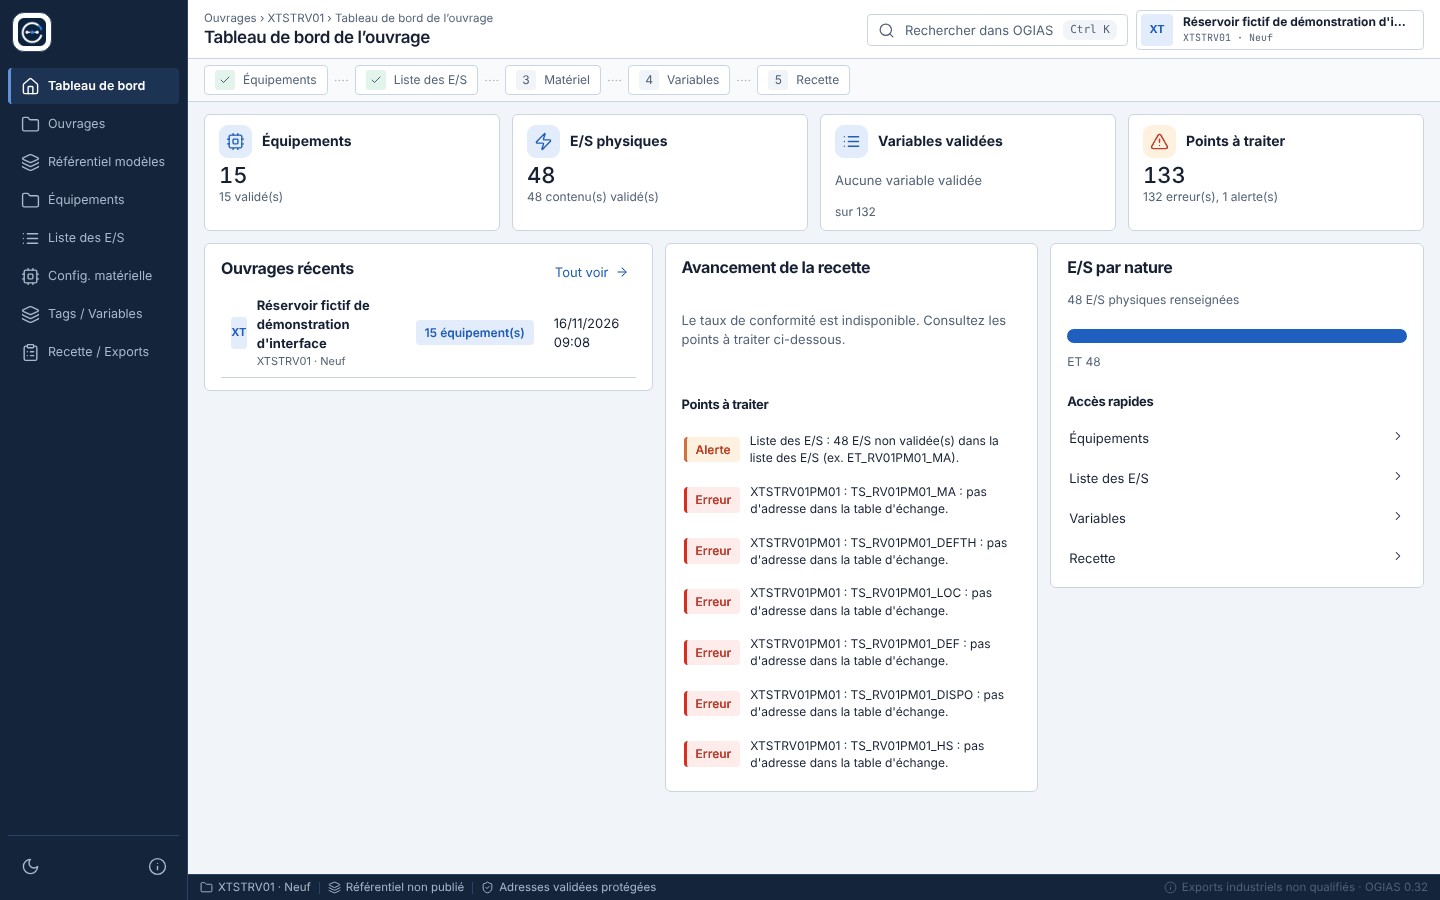 Ouvrages › XTSTRV01 › Tableau de bord de l’ouvrage
Tableau de bord de l’ouvrage
Rechercher dans OGIAS Ctrl K
XT
Réservoir fictif de démonstration d'i...
XTSTRV01 · Neuf
Tableau de bord
Ouvrages
Référentiel modèles
Équipements
Liste des E/S
Config. matérielle
Tags / Variables
Recette / Exports
Équipements
Liste des E/S
3 Matériel
4 Variables
5 Recette
Équipements
15
15 validé(s)
E/S physiques
48
48 contenu(s) validé(s)
Variables validées
Aucune variable validée
sur 132
Points à traiter
133
132 erreur(s), 1 alerte(s)
Ouvrages récents
Tout voir
XT
Réservoir fictif de
démonstration
d'interface
XTSTRV01 · Neuf
15 équipement(s)
16/11/2026
09:08
Avancement de la recette
Le taux de conformité est indisponible. Consultez les
points à traiter ci-dessous.
Points à traiter
Alerte
Liste des E/S : 48 E/S non validée(s) dans la
liste des E/S (ex. ET_RV01PM01_MA).
Erreur
XTSTRV01PM01 : TS_RV01PM01_MA : pas
d'adresse dans la table d'échange.
Erreur
XTSTRV01PM01 : TS_RV01PM01_DEFTH : pas
d'adresse dans la table d'échange.
Erreur
XTSTRV01PM01 : TS_RV01PM01_LOC : pas
d'adresse dans la table d'échange.
Erreur
XTSTRV01PM01 : TS_RV01PM01_DEF : pas
d'adresse dans la table d'échange.
Erreur
XTSTRV01PM01 : TS_RV01PM01_DISPO : pas
d'adresse dans la table d'échange.
Erreur
XTSTRV01PM01 : TS_RV01PM01_HS : pas
d'adresse dans la table d'échange.
E/S par nature
48 E/S physiques renseignées
ET 48
Accès rapides
Équipements
Liste des E/S
Variables
Recette
XTSTRV01 · Neuf
Référentiel non publié
Adresses validées protégées
Exports industriels non qualifiés · OGIAS 0.32